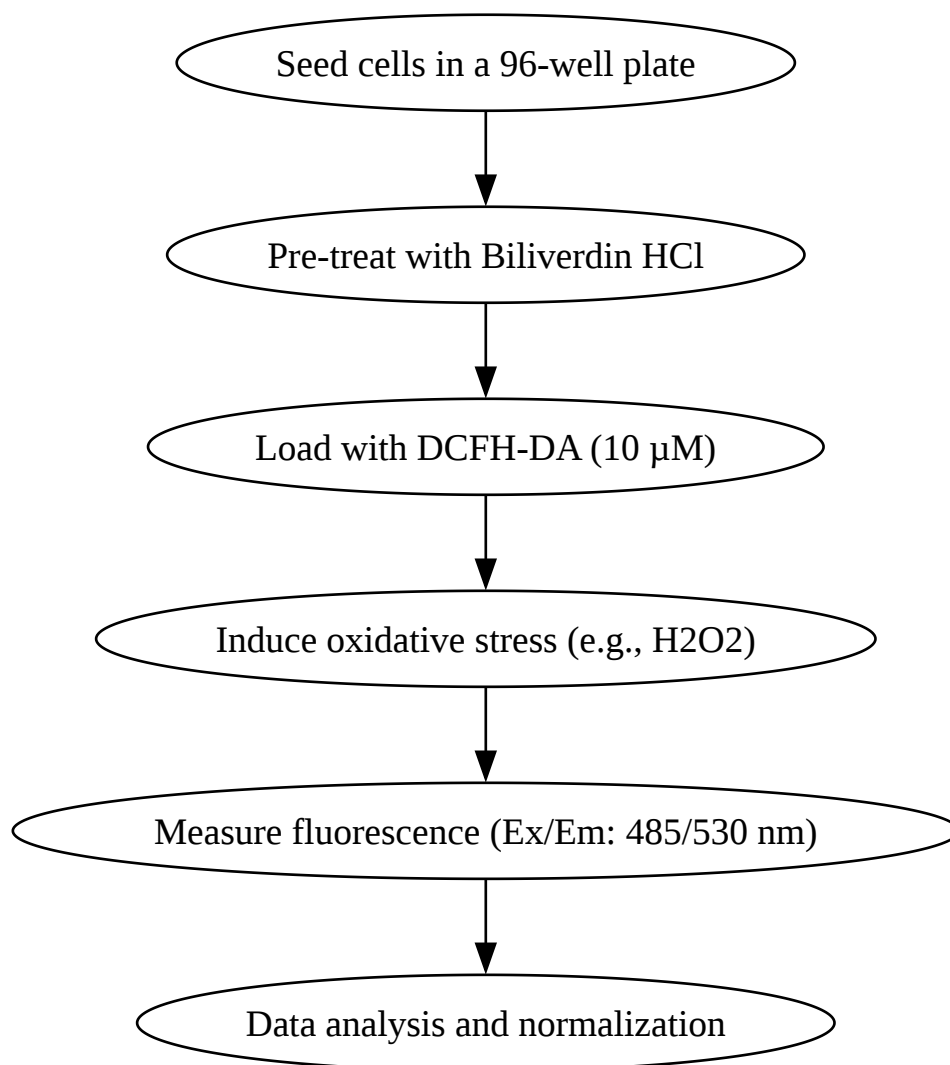 Seed cells in a 96-well plate
Pre-treat with Biliverdin HCl
Load with DCFH-DA (10 µM)
Induce oxidative stress (e.g., H2O2)
Measure fluorescence (Ex/Em: 485/530 nm)
Data analysis and normalization